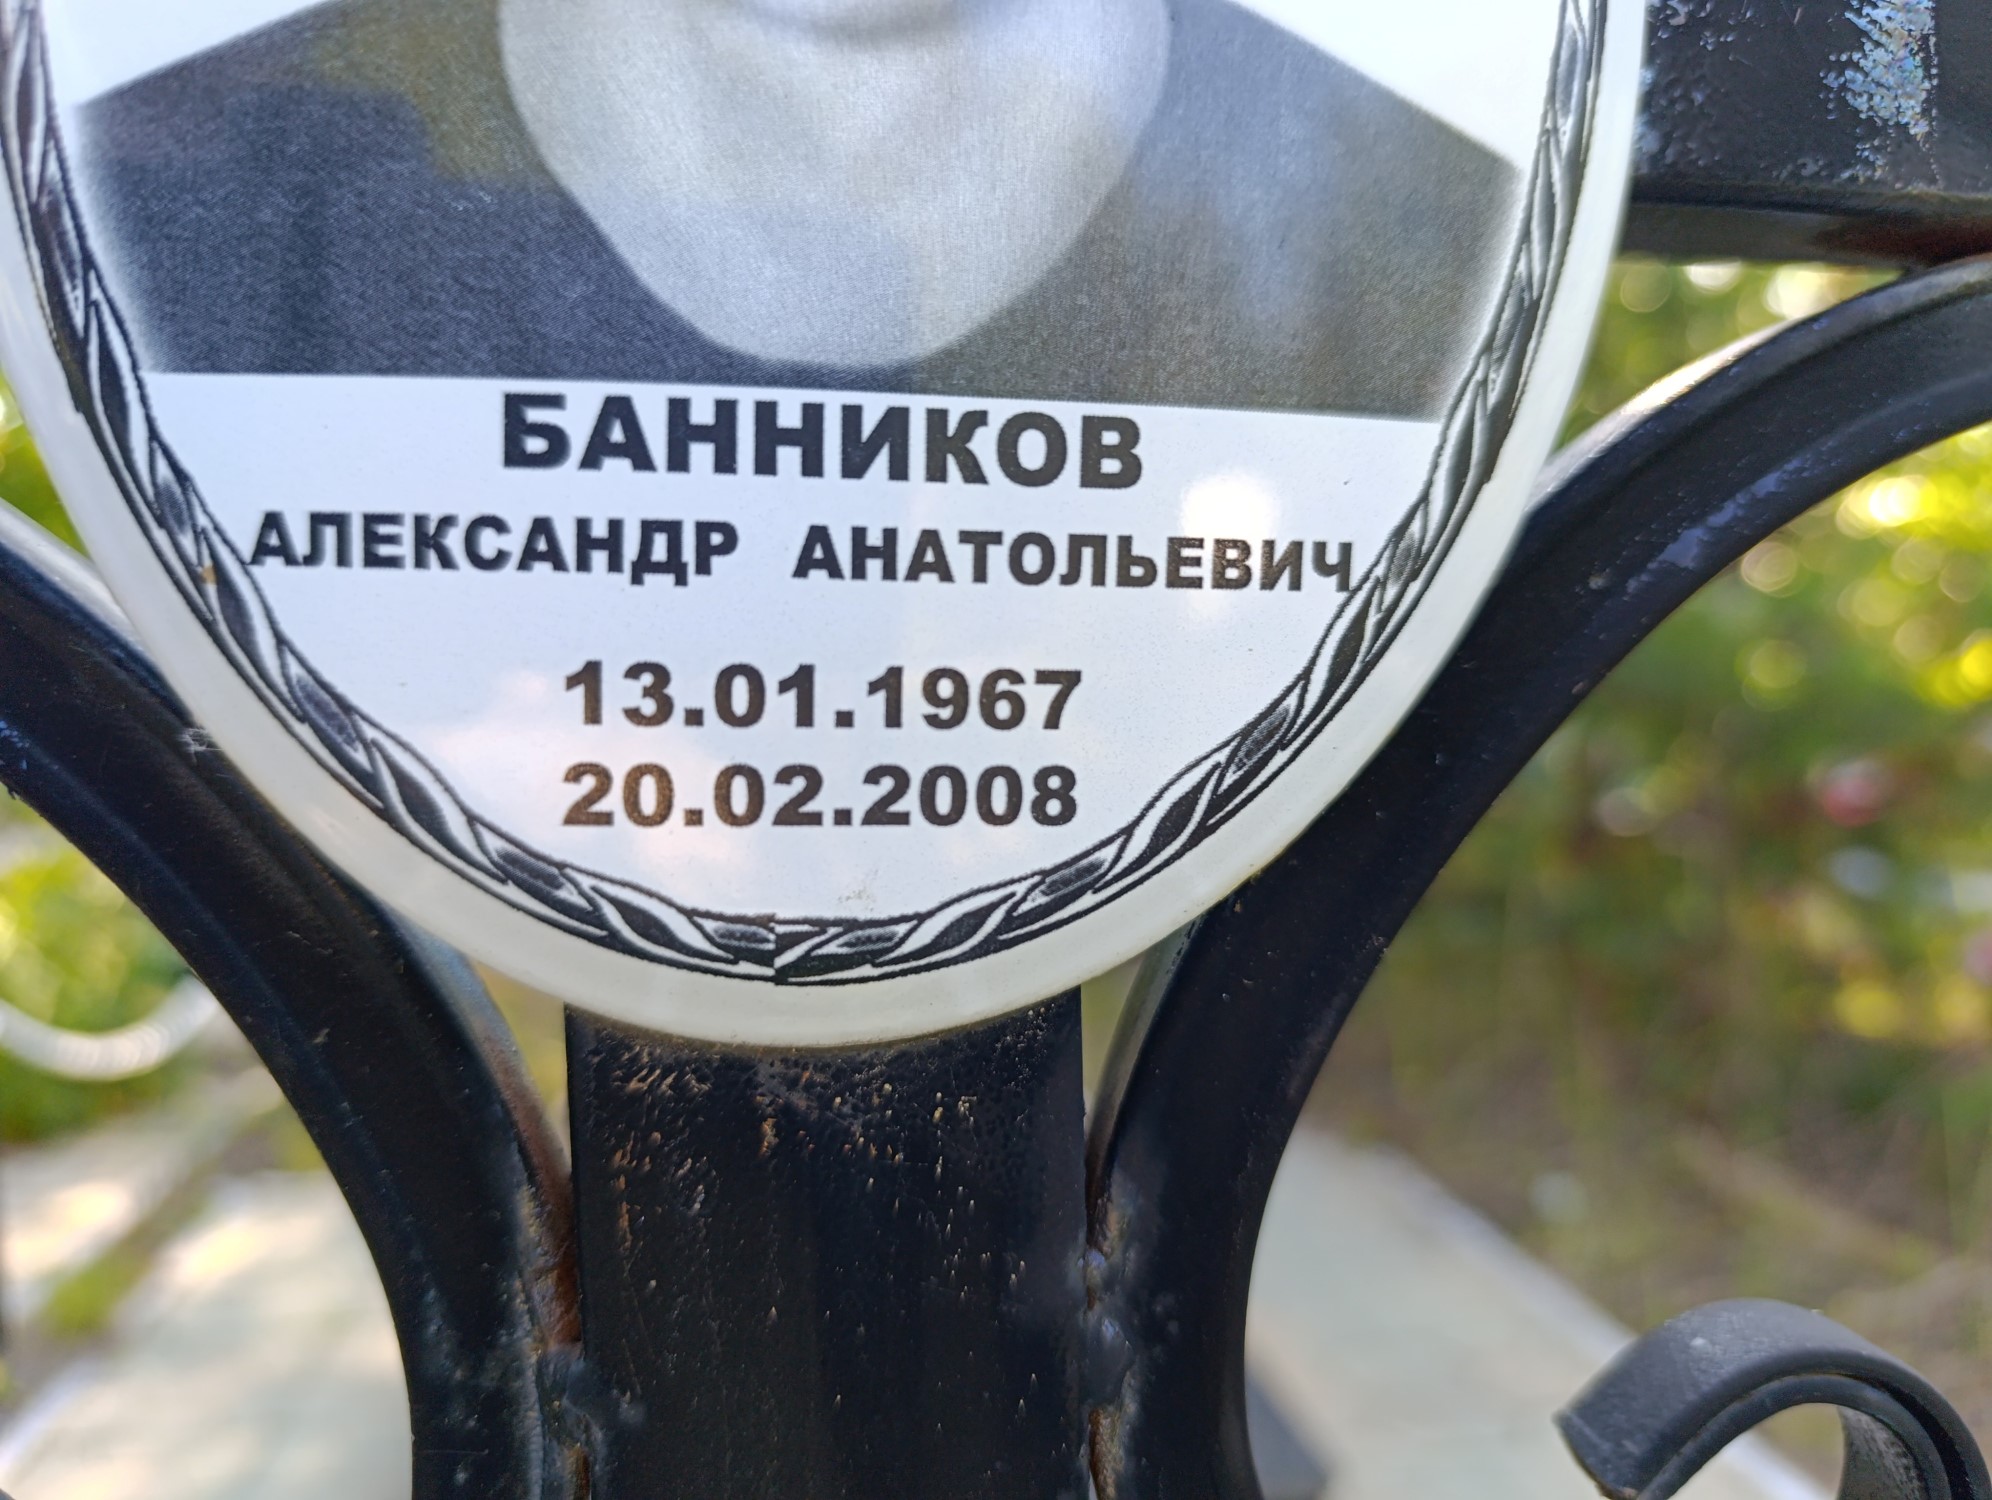 БАННИКОВ
АЛЕКСАНДР АНАТОЛЬЕВИЧ
13.01.1967
20.02.2008